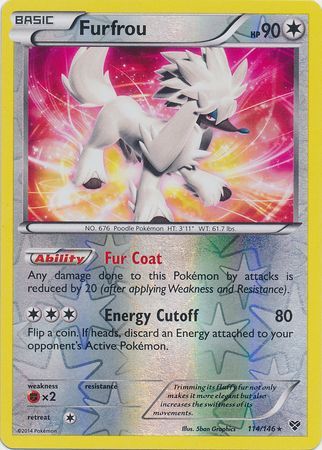 BASIC
Furfrou
HP 90
NO. 676 Poodle Pokémon HT: 3'11" WT: 61.7 lbs.
Ability Fur Coat
Any damage done to this Pokémon by attacks
is reduced by 20 (after applying Weakness and Resistance).
Energy Cutoff 80
Flip a coin. If heads, discard an Energy attached to your
opponent's Active Pokémon.
weakness resistance
×2
retreat
Trimming its fluffy fur not only
makes it more elegant but also
increases the swiftness of its
movements.
©2014 Pokémon
Illus. 5ban Graphics
114/146★
XY